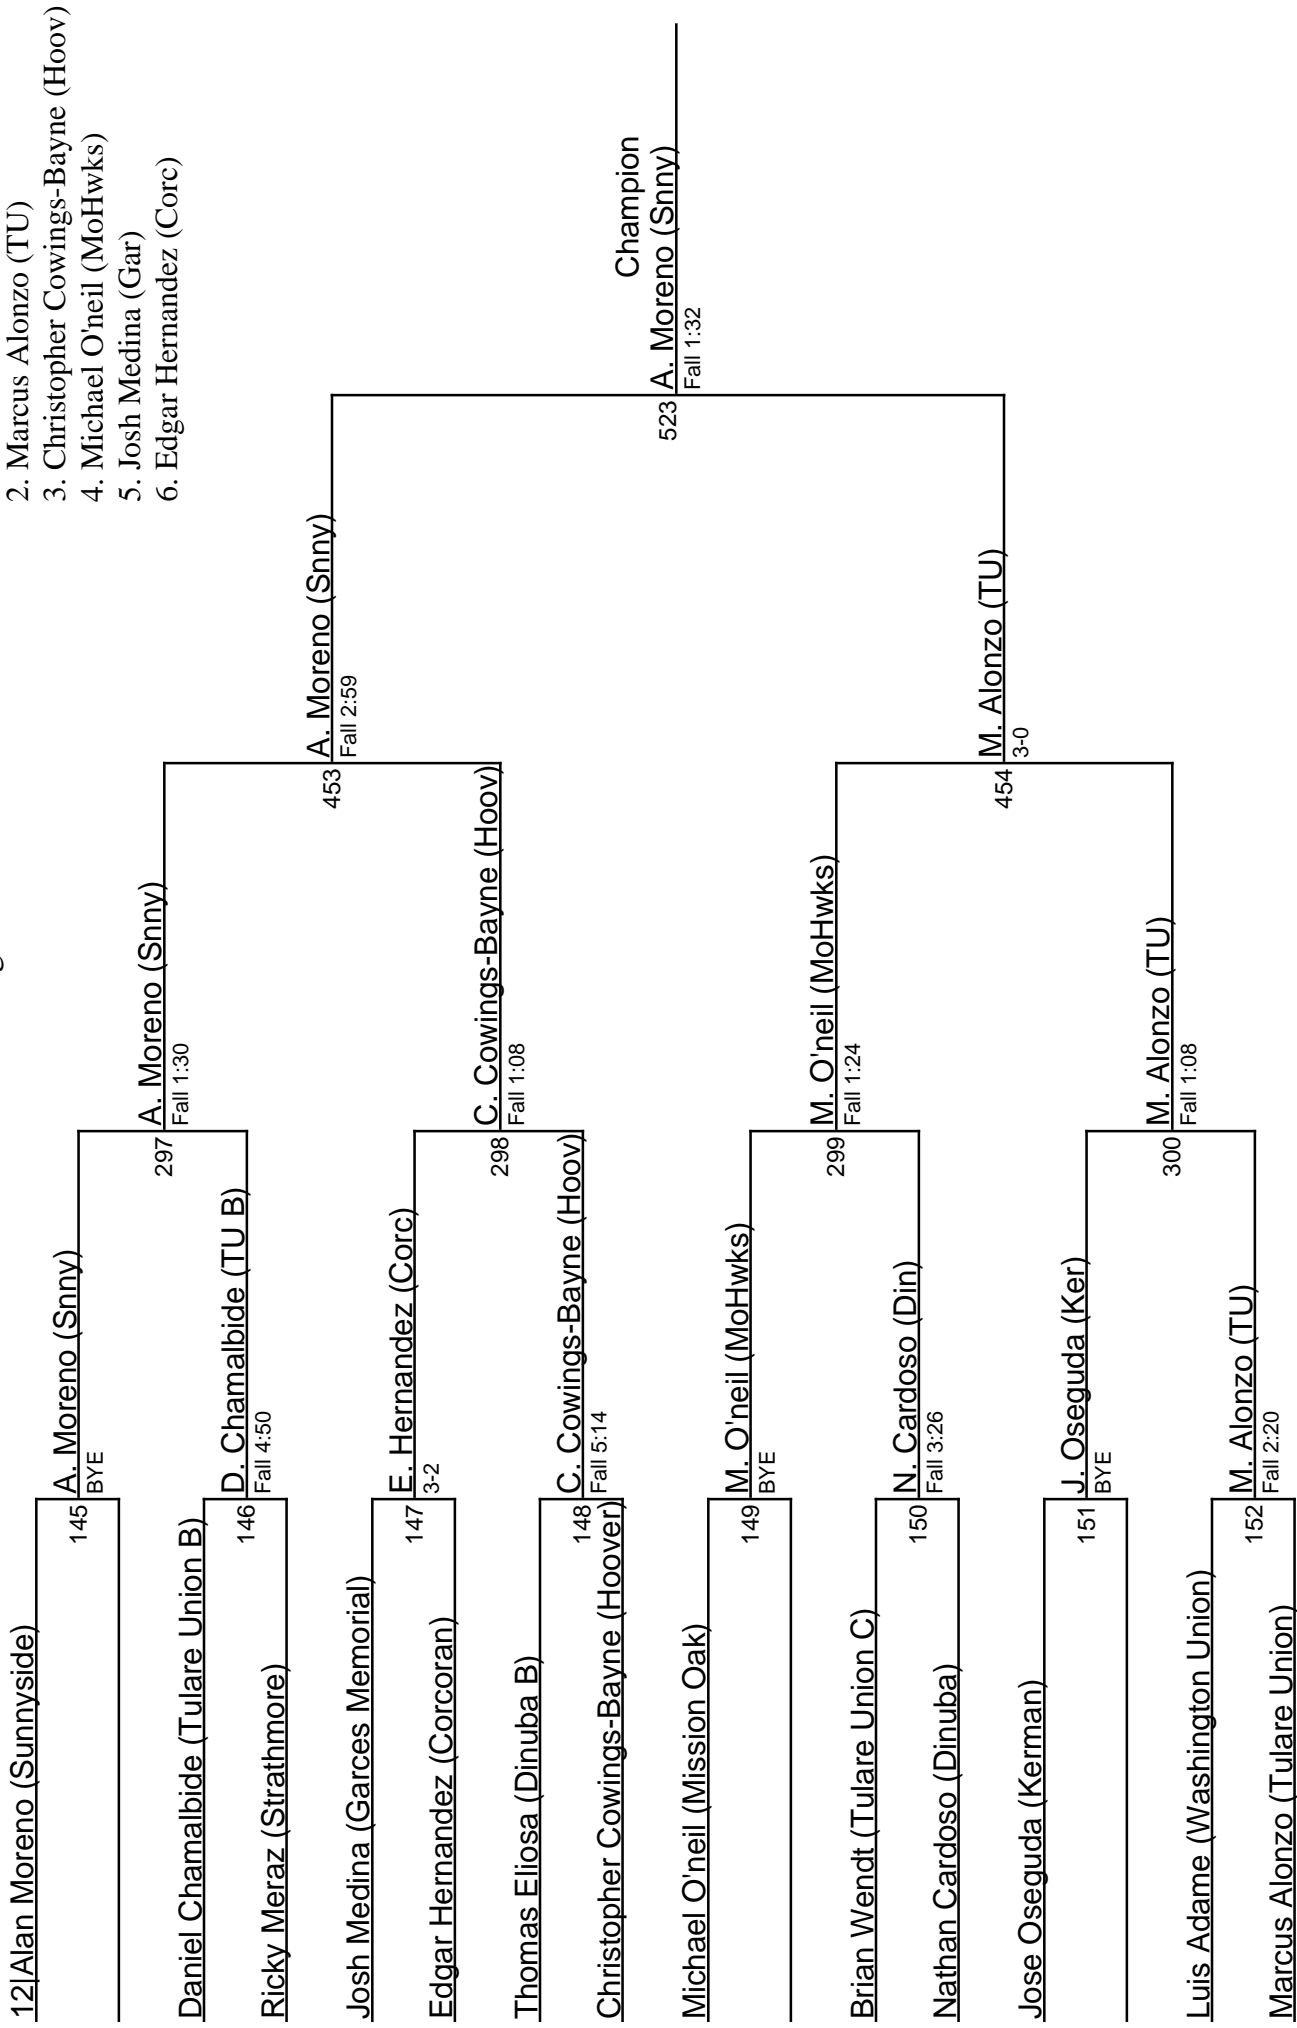 2. Marcus Alonzo (TU)
3. Christopher Cowings-Bayne (Hoov)
4. Michael O'neil (MoHwks)
5. Josh Medina (Gar)
6. Edgar Hernandez (Corc)
12|Alan Moreno (Sunnyside)
145
Daniel Chamalbide (Tulare Union B)
146
Ricky Meraz (Strathmore)
Josh Medina (Garces Memorial)
147
Edgar Hernandez (Corcoran)
Thomas Eliosa (Dinuba B)
148
Christopher Cowings-Bayne (Hoover)
Michael O'neil (Mission Oak)
149
Brian Wendt (Tulare Union C)
150
Nathan Cardoso (Dinuba)
Jose Oseguda (Kerman)
151
Luis Adame (Washington Union)
152
Marcus Alonzo (Tulare Union)
A. Moreno (Snny)
BYE
297
D. Chamalbide (TU B)
Fall 4:50
E. Hernandez (Corc)
3-2
298
C. Cowings-Bayne (Hoov)
Fall 5:14
M. O'neil (MoHwks)
BYE
299
N. Cardoso (Din)
Fall 3:26
J. Oseguda (Ker)
BYE
300
M. Alonzo (TU)
Fall 2:20
A. Moreno (Snny)
Fall 1:30
453
C. Cowings-Bayne (Hoov)
Fall 1:08
M. O'neil (MoHwks)
Fall 1:24
454
M. Alonzo (TU)
Fall 1:08
A. Moreno (Snny)
Fall 2:59
523
M. Alonzo (TU)
3-0
Champion
A. Moreno (Snny)
Fall 1:32